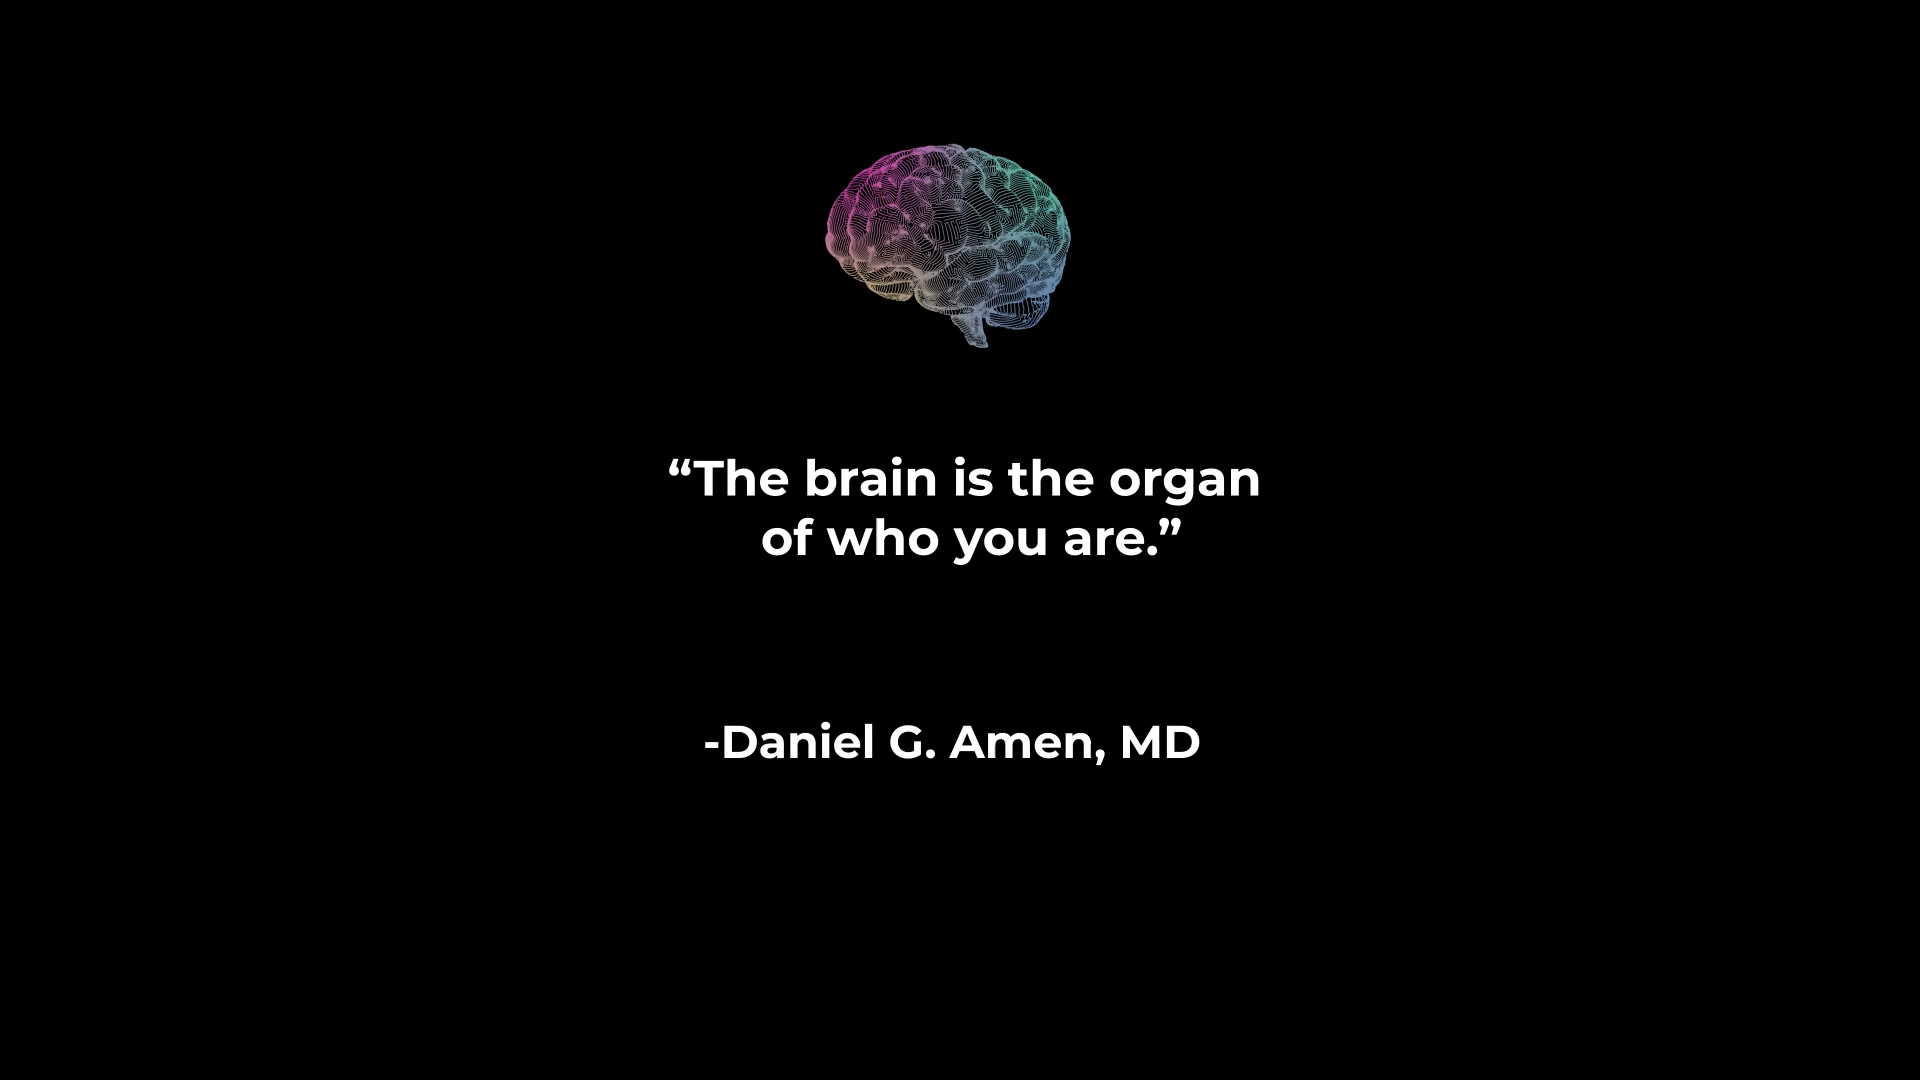 “The brain is the organ
of who you are.”
-Daniel G. Amen, MD